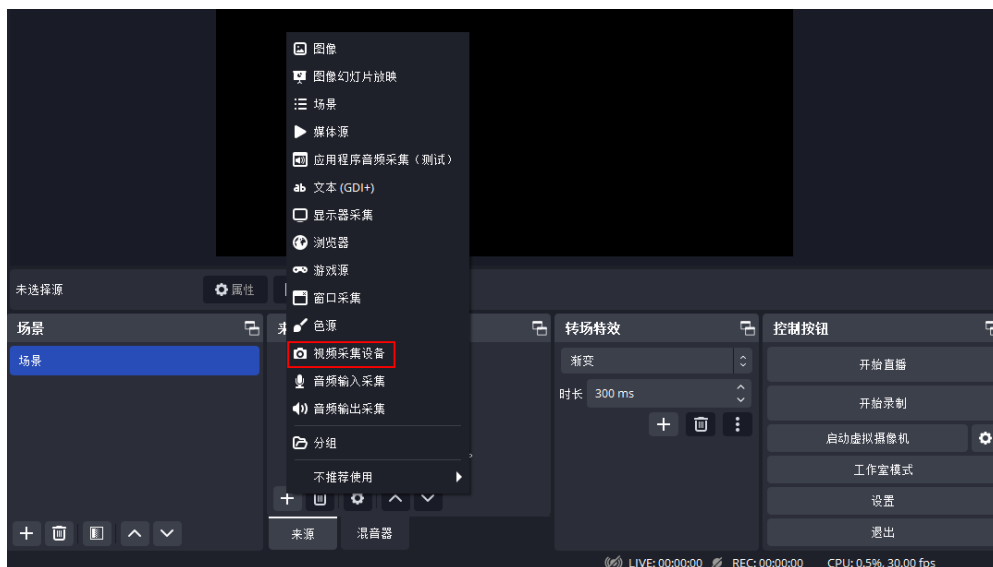 图像
图像幻灯片放映
场景
媒体源
应用程序音频采集（测试）
ab 文本 (GDI+)
显示器采集
浏览器
游戏源
窗口采集
色源
视频采集设备
音频输入采集
音频输出采集
分组
不推荐使用
未选择源
属性
场景
场景
来源
混音器
转场特效
渐变
时长 300 ms
控制按钮
开始直播
开始录制
启动虚拟摄像机
工作室模式
设置
退出
LIVE: 00:00:00 REC: 00:00:00 CPU: 0.5%, 30.00 fps